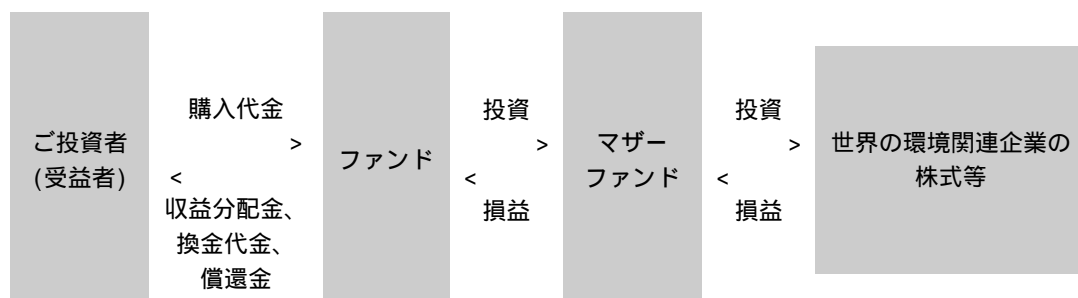 ご投資者
(受益者)
購入代金
>
<
収益分配金、
換金代金、
償還金
ファンド
投資
>
<
損益
マザー
ファンド
投資
>
<
損益
世界の環境関連企業の
株式等